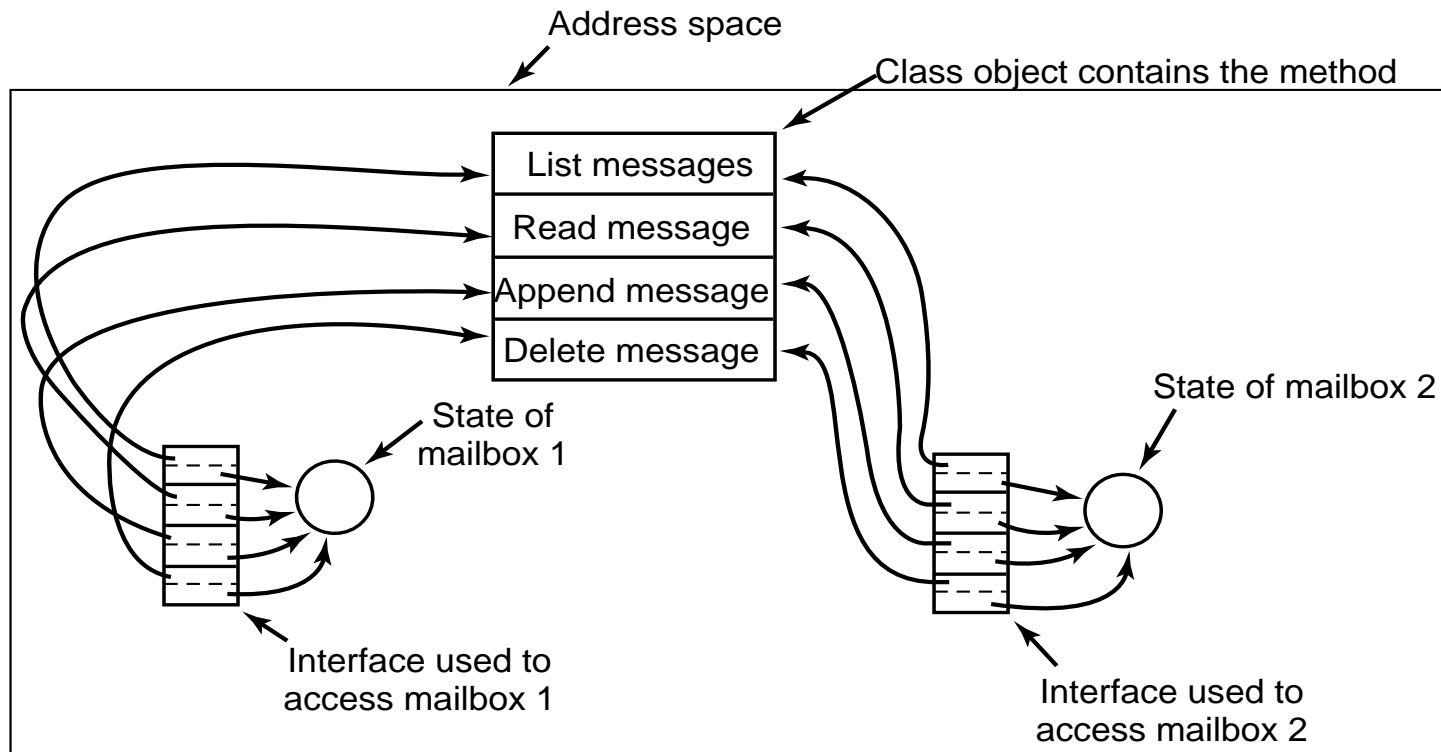 Address space
Class object contains the method
List messages
Read message
Append message
Delete message
State of
mailbox 1
State of mailbox 2
Interface used to
access mailbox 1
Interface used to
access mailbox 2